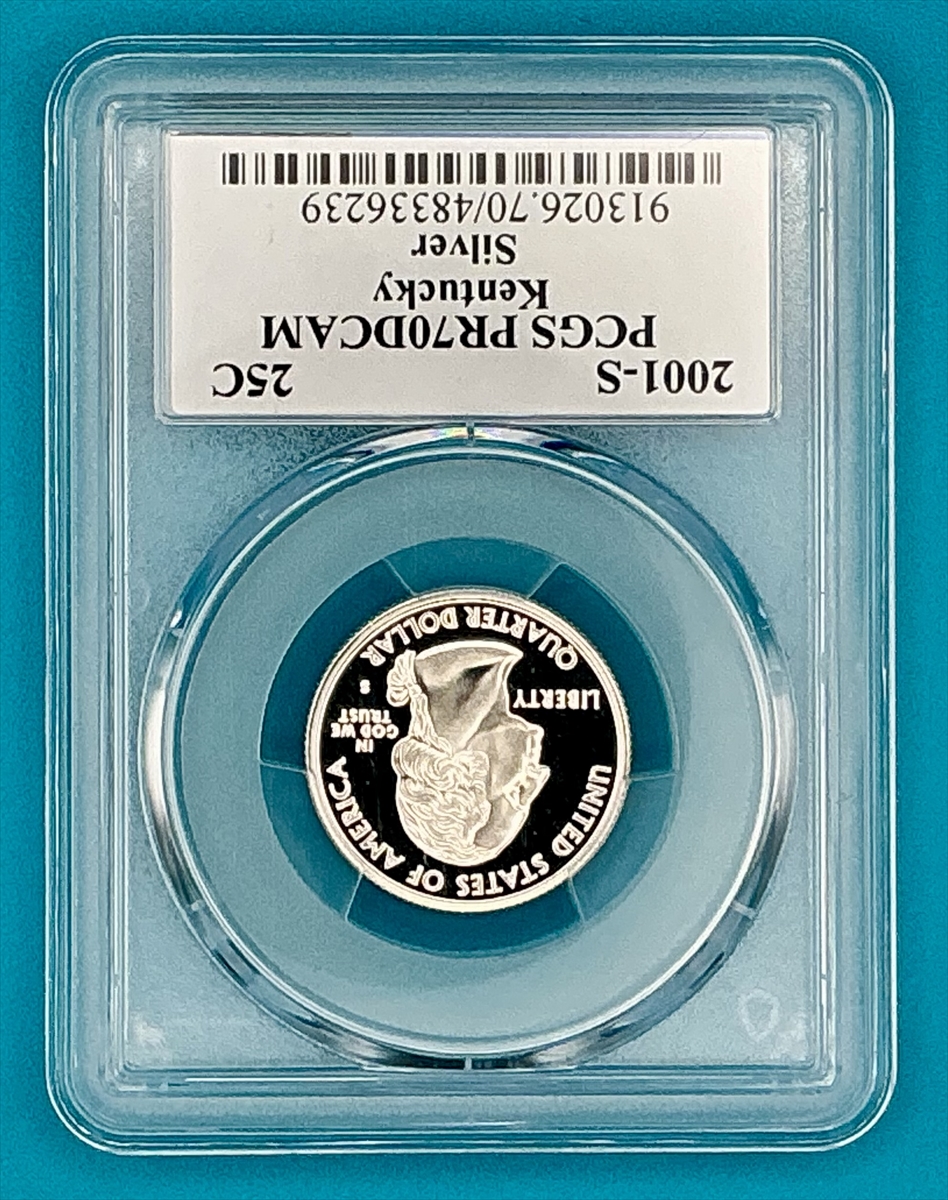 2001-S 25C
PCGS PR70DCAM
Kentucky
Silver
913026.70/48336239
UNITED STATES OF AMERICA
LIBERTY
IN
GOD WE
TRUST
S
QUARTER DOLLAR